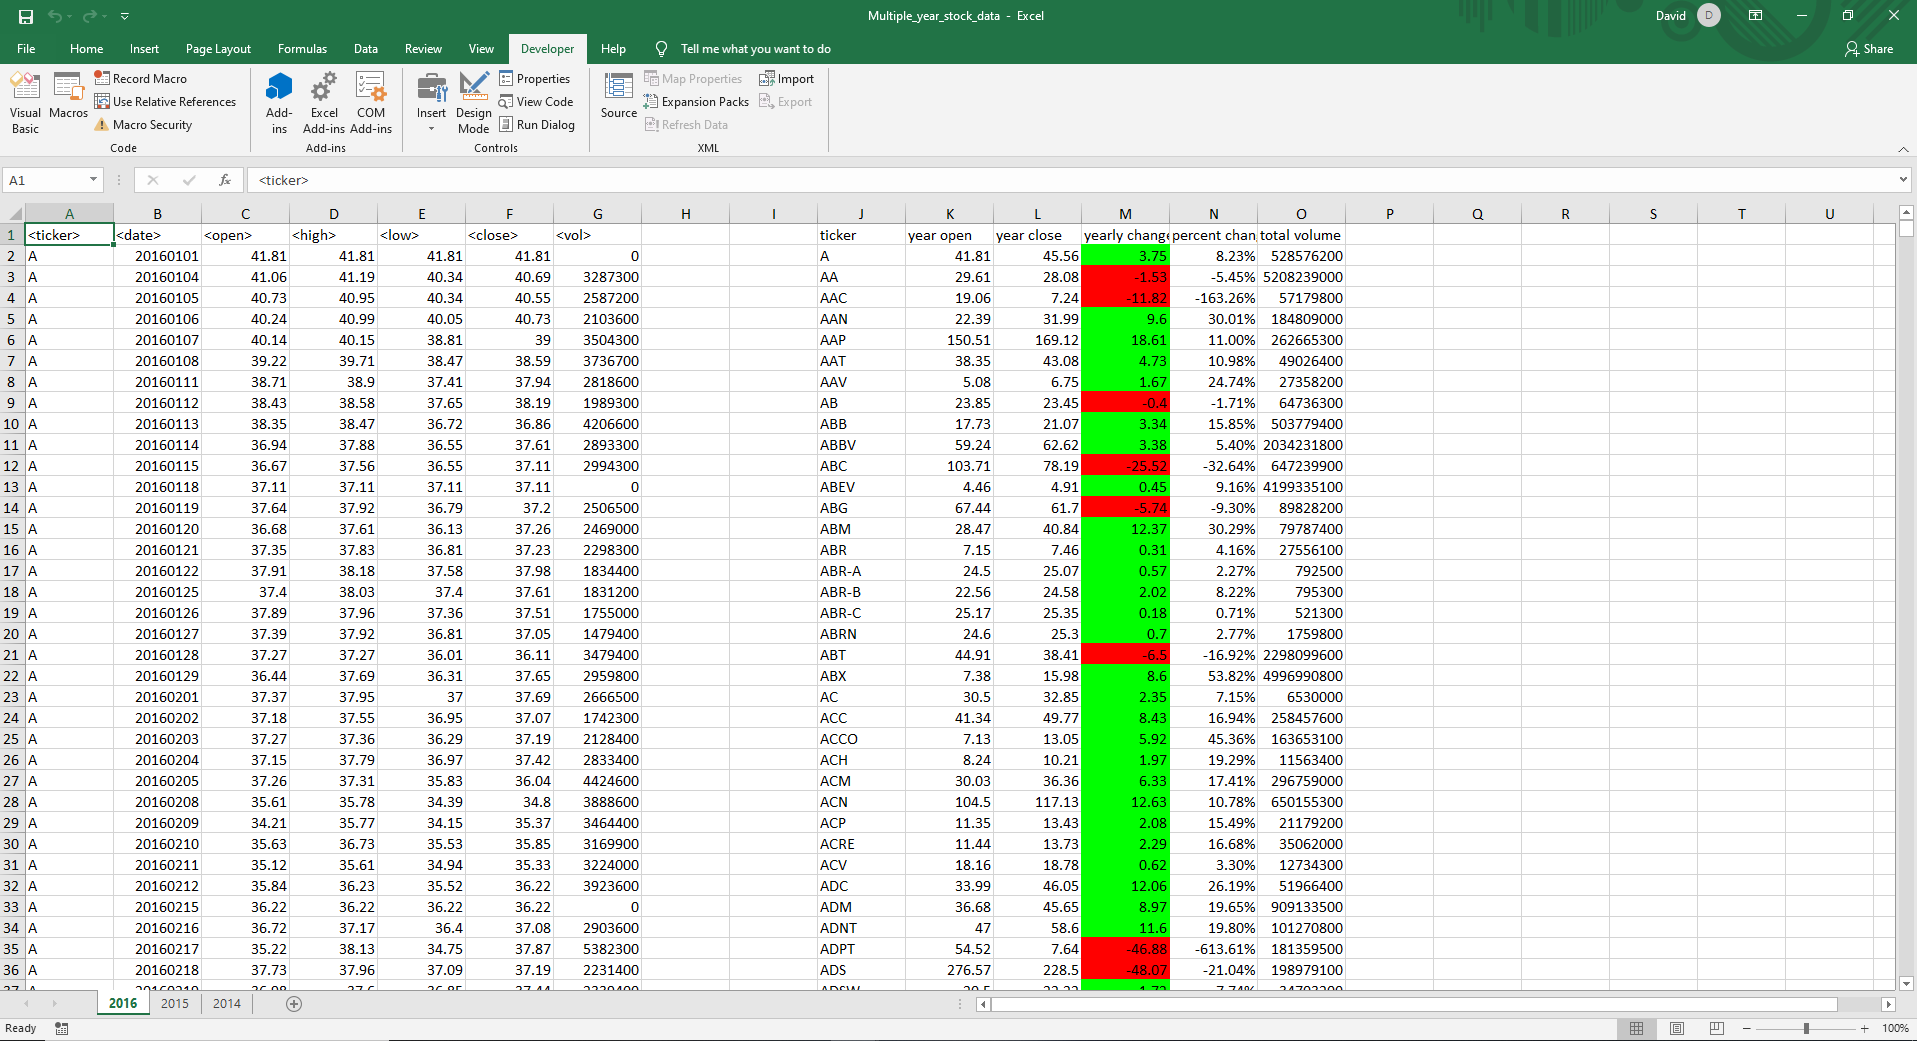 Multiple_year_stock_data - Excel
David D
File Home Insert Page Layout Formulas Data Review View Developer Help Tell me what you want to do Share
Visual Basic
Macros
Record Macro
Use Relative References
Macro Security
Code
Add-ins
Excel Add-ins
COM Add-ins
Add-ins
Insert
Design Mode
Properties
View Code
Run Dialog
Controls
Source
Map Properties
Expansion Packs
Refresh Data
Import
Export
XML
A1 fx <ticker>
A B C D E F G H I J K L M N O P Q R S T U
1 <ticker> <date> <open> <high> <low> <close> <vol> ticker year open year close yearly change percent chan total volume
2 A 20160101 41.81 41.81 41.81 41.81 0 A 41.81 45.56 3.75 8.23% 528576200
3 A 20160104 41.06 41.19 40.34 40.69 3287300 AA 29.61 28.08 -1.53 -5.45% 5208239000
4 A 20160105 40.73 40.95 40.34 40.55 2587200 AAC 19.06 7.24 -11.82 -163.26% 57179800
5 A 20160106 40.24 40.99 40.05 40.73 2103600 AAN 22.39 31.99 9.6 30.01% 184809000
6 A 20160107 40.14 40.15 38.81 39 3504300 AAP 150.51 169.12 18.61 11.00% 262665300
7 A 20160108 39.22 39.71 38.47 38.59 3736700 AAT 38.35 43.08 4.73 10.98% 49026400
8 A 20160111 38.71 38.9 37.41 37.94 2818600 AAV 5.08 6.75 1.67 24.74% 27358200
9 A 20160112 38.43 38.58 37.65 38.19 1989300 AB 23.85 23.45 -0.4 -1.71% 64736300
10 A 20160113 38.35 38.47 36.72 36.86 4206600 ABB 17.73 21.07 3.34 15.85% 503779400
11 A 20160114 36.94 37.88 36.55 37.61 2893300 ABBV 59.24 62.62 3.38 5.40% 2034231800
12 A 20160115 36.67 37.56 36.55 37.11 2994300 ABC 103.71 78.19 -25.52 -32.64% 647239900
13 A 20160118 37.11 37.11 37.11 37.11 0 ABEV 4.46 4.91 0.45 9.16% 4199335100
14 A 20160119 37.64 37.92 36.79 37.2 2506500 ABG 67.44 61.7 -5.74 -9.30% 89828200
15 A 20160120 36.68 37.61 36.13 37.26 2469000 ABM 28.47 40.84 12.37 30.29% 79787400
16 A 20160121 37.35 37.83 36.81 37.23 2298300 ABR 7.15 7.46 0.31 4.16% 27556100
17 A 20160122 37.91 38.18 37.58 37.98 1834400 ABR-A 24.5 25.07 0.57 2.27% 792500
18 A 20160125 37.4 38.03 37.4 37.61 1831200 ABR-B 22.56 24.58 2.02 8.22% 795300
19 A 20160126 37.89 37.96 37.36 37.51 1755000 ABR-C 25.17 25.35 0.18 0.71% 521300
20 A 20160127 37.39 37.92 36.81 37.05 1479400 ABRN 24.6 25.3 0.7 2.77% 1759800
21 A 20160128 37.27 37.27 36.01 36.11 3479400 ABT 44.91 38.41 -6.5 -16.92% 2298099600
22 A 20160129 36.44 37.69 36.31 37.65 2959800 ABX 7.38 15.98 8.6 53.82% 4996990800
23 A 20160201 37.37 37.95 37 37.69 2666500 AC 30.5 32.85 2.35 7.15% 6530000
24 A 20160202 37.18 37.55 36.95 37.07 1742300 ACC 41.34 49.77 8.43 16.94% 258457600
25 A 20160203 37.27 37.36 36.29 37.19 2128400 ACCO 7.13 13.05 5.92 45.36% 163653100
26 A 20160204 37.15 37.79 36.97 37.42 2833400 ACH 8.24 10.21 1.97 19.29% 11563400
27 A 20160205 37.26 37.31 35.83 36.04 4424600 ACM 30.03 36.36 6.33 17.41% 296759000
28 A 20160208 35.61 35.78 34.39 34.8 3888600 ACN 104.5 117.13 12.63 10.78% 650155300
29 A 20160209 34.21 35.77 34.15 35.37 3464400 ACP 11.35 13.43 2.08 15.49% 21179200
30 A 20160210 35.63 36.73 35.53 35.85 3169900 ACRE 11.44 13.73 2.29 16.68% 35062000
31 A 20160211 35.12 35.61 34.94 35.33 3224000 ACV 18.16 18.78 0.62 3.30% 12734300
32 A 20160212 35.84 36.23 35.52 36.22 3923600 ADC 33.99 46.05 12.06 26.19% 51966400
33 A 20160215 36.22 36.22 36.22 36.22 0 ADM 36.68 45.65 8.97 19.65% 909133500
34 A 20160216 36.72 37.17 36.4 37.08 2903600 ADNT 47 58.6 11.6 19.80% 101270800
35 A 20160217 35.22 38.13 34.75 37.87 5382300 ADPT 54.52 7.64 -46.88 -613.61% 181359500
36 A 20160218 37.73 37.96 37.09 37.19 2231400 ADS 276.57 228.5 -48.07 -21.04% 198979100
2016 2015 2014
Ready 100%